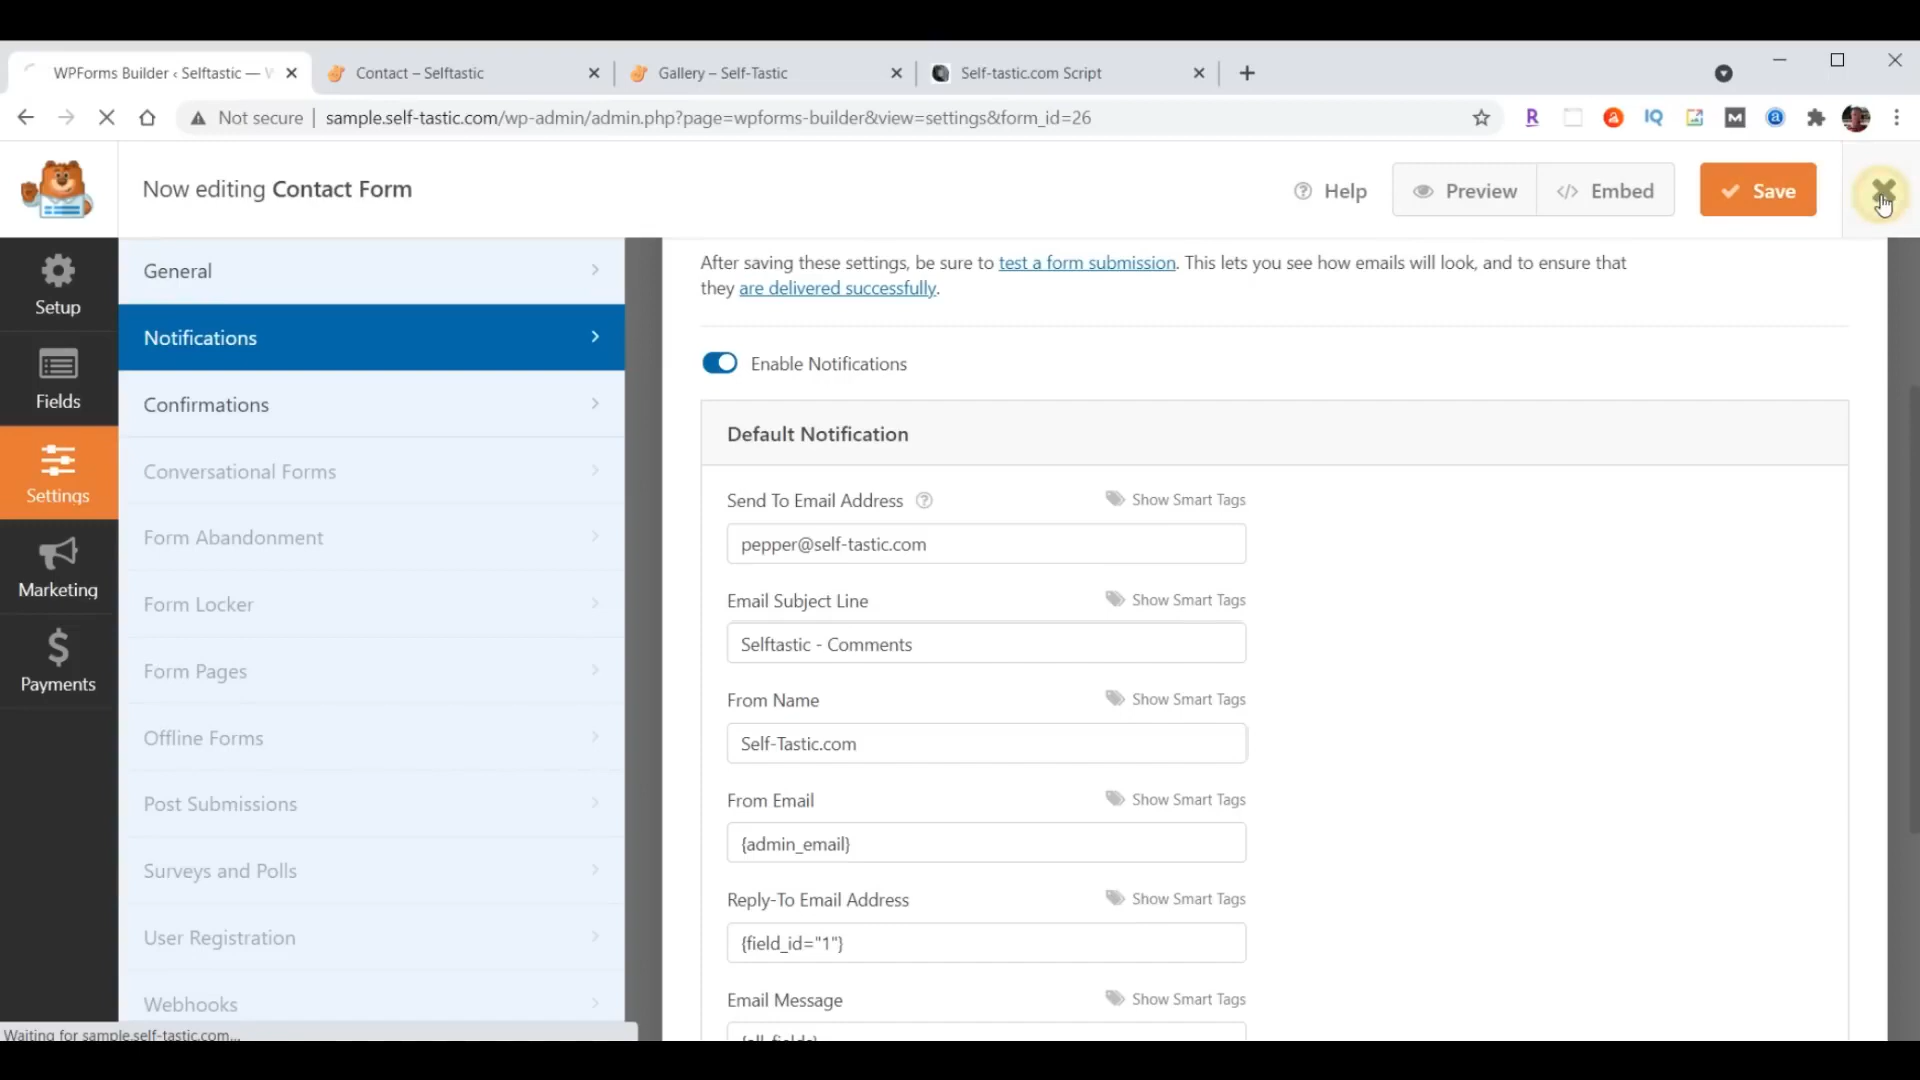 WPForms Builder ‹ Selftastic — W
Contact – Selftastic
Gallery – Self-Tastic
Self-tastic.com Script
Not secure
sample.self-tastic.com/wp-admin/admin.php?page=wpforms-builder&view=settings&form_id=26
Now editing Contact Form
Help
Preview
Embed
Save
Setup
Fields
Settings
Marketing
Payments
General
Notifications
Confirmations
Conversational Forms
Form Abandonment
Form Locker
Form Pages
Offline Forms
Post Submissions
Surveys and Polls
User Registration
Webhooks
After saving these settings, be sure to test a form submission. This lets you see how emails will look, and to ensure that
they are delivered successfully.
Enable Notifications
Default Notification
Send To Email Address
Show Smart Tags
pepper@self-tastic.com
Email Subject Line
Show Smart Tags
Selftastic - Comments
From Name
Show Smart Tags
Self-Tastic.com
From Email
Show Smart Tags
{admin_email}
Reply-To Email Address
Show Smart Tags
{field_id="1"}
Email Message
Show Smart Tags
{all_fields}
Waiting for sample.self-tastic.com...